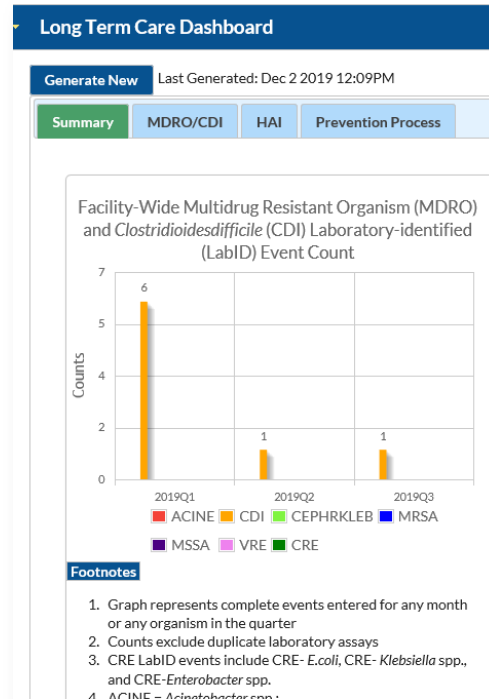 Long Term Care Dashboard
Generate New Last Generated: Dec 2 2019 12:09PM
Summary MDRO/CDI HAI Prevention Process
Facility-Wide Multidrug Resistant Organism (MDRO)
and Clostridioidesdifficile (CDI) Laboratory-identified
(LabID) Event Count
7
6
5
4
2
1 1
0
Counts
2019Q1 2019Q2 2019Q3
ACINE CDI CEPHRKLEB MRSA
MSSA VRE CRE
Footnotes
1. Graph represents complete events entered for any month
or any organism in the quarter
2. Counts exclude duplicate laboratory assays
3. CRE LabID events include CRE- E.coli, CRE- Klebsiella spp.,
and CRE-Enterobacter spp.
4. ACINE = Acinetobacter spp.;